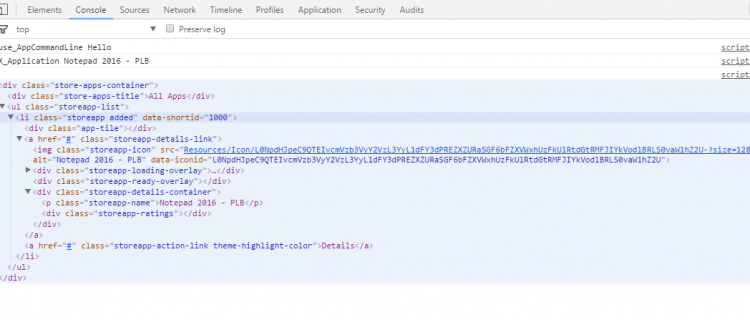 Elements Console Sources Network Timeline Profiles Application Security Audits
top Preserve log
use_AppCommandLine Hello script
X_Application Notepad 2016 - PLB script
script
<div class="store-apps-container">
<div class="store-apps-title">All Apps</div>
<ul class="storeapp-list">
<li class="storeapp added" data-shortid="1000">
<div class="app-tile"></div>
<a href="#" class="storeapp-details-link">
<img class="storeapp-icon" src="Resources/Icon/
alt="Notepad 2016 - PLB" data-iconid=
<div class="storeapp-loading-overlay">…</div>
<div class="storeapp-ready-overlay"></div>
<div class="storeapp-details-container">
<p class="storeapp-name">Notepad 2016 - PLB</p>
<div class="storeapp-ratings"></div>
</div>
</a>
<a href="#" class="storeapp-action-link theme-highlight-color">Details</a>
</li>
</ul>
</div>